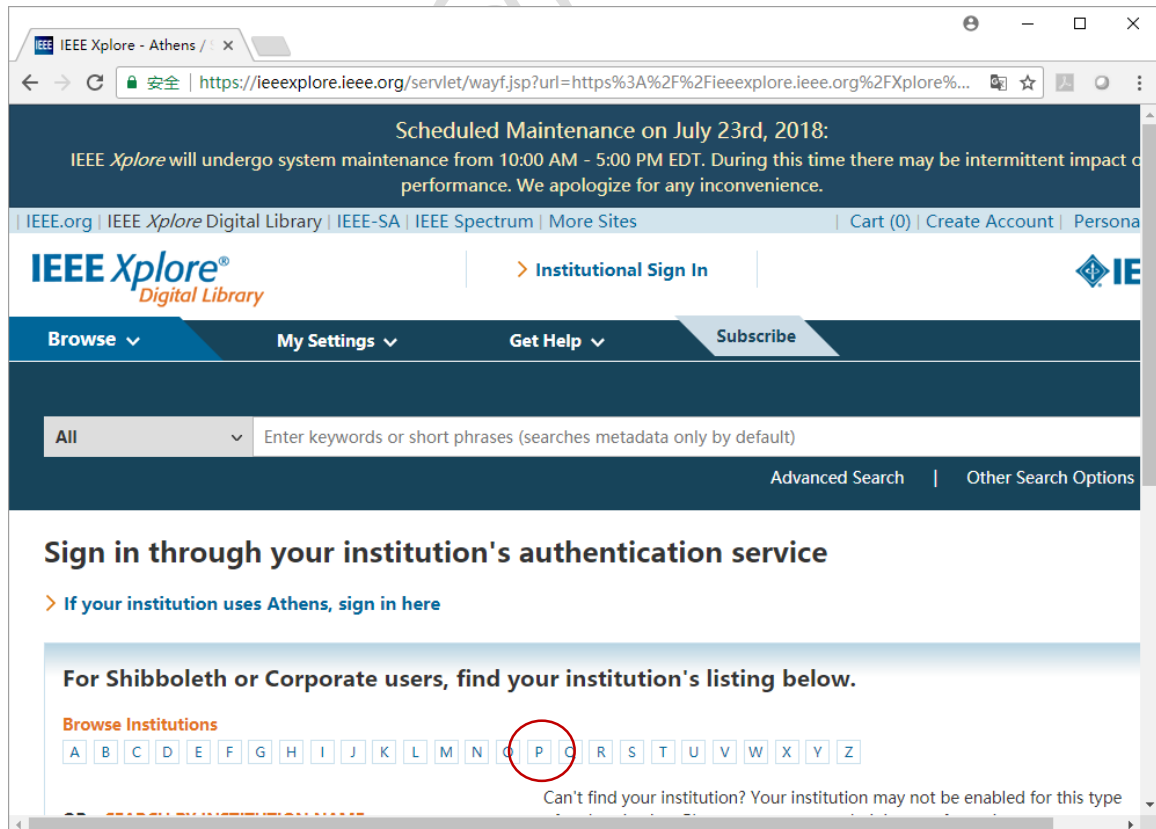 IEEE Xplore - Athens / S
安全 | https://ieeexplore.ieee.org/servlet/wayf.jsp?url=https%3A%2F%2Fieeexplore.ieee.org%2FXplore%...
Scheduled Maintenance on July 23rd, 2018:
IEEE Xplore will undergo system maintenance from 10:00 AM - 5:00 PM EDT. During this time there may be intermittent impact
performance. We apologize for any inconvenience.
| IEEE.org | IEEE Xplore Digital Library | IEEE-SA | IEEE Spectrum | More Sites | Cart (0) | Create Account | Persona
IEEE Xplore®
Digital Library
Institutional Sign In
IE
Browse My Settings Get Help Subscribe
All Enter keywords or short phrases (searches metadata only by default)
Advanced Search | Other Search Options
Sign in through your institution's authentication service
If your institution uses Athens, sign in here
For Shibboleth or Corporate users, find your institution's listing below.
Browse Institutions
A B C D E F G H I J K L M N O P Q R S T U V W X Y Z
Can't find your institution? Your institution may not be enabled for this type